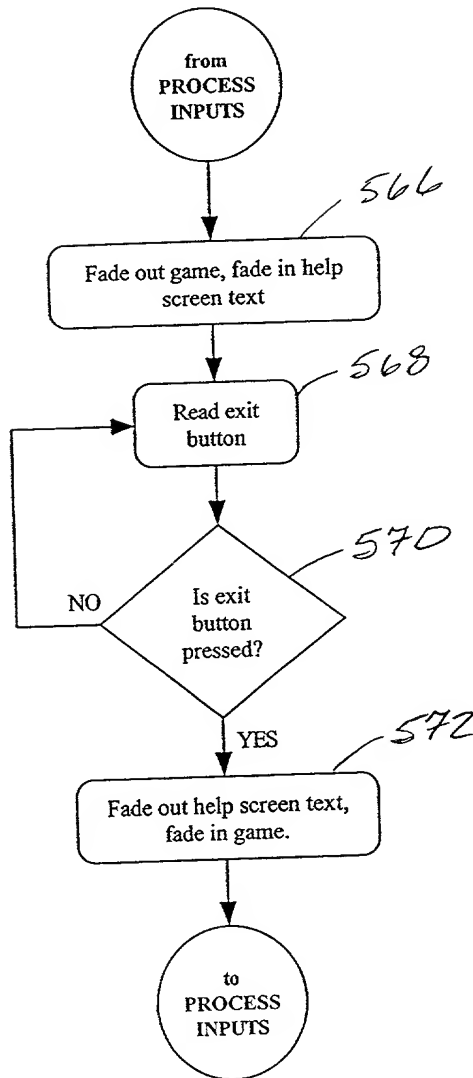 from
PROCESS
INPUTS
566
Fade out game, fade in help
screen text
568
Read exit
button
570
Is exit
button
pressed?
NO
YES
572
Fade out help screen text,
fade in game.
to
PROCESS
INPUTS